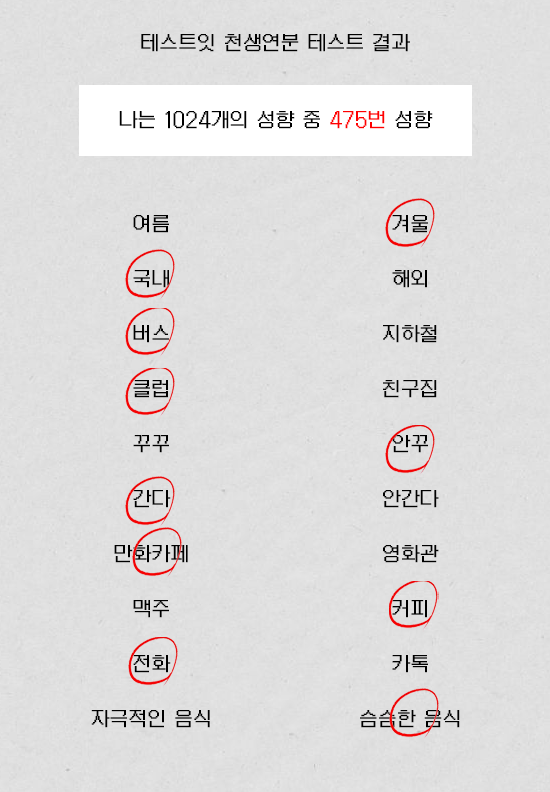 테스트잇 천생연분 테스트 결과
나는 1024개의 성향 중 475번 성향
여름 겨울
국내 해외
버스 지하철
클럽 친구집
꾸꾸 안꾸
간다 안간다
만화카페 영화관
맥주 커피
전화 카톡
자극적인 음식 슴슴한 음식